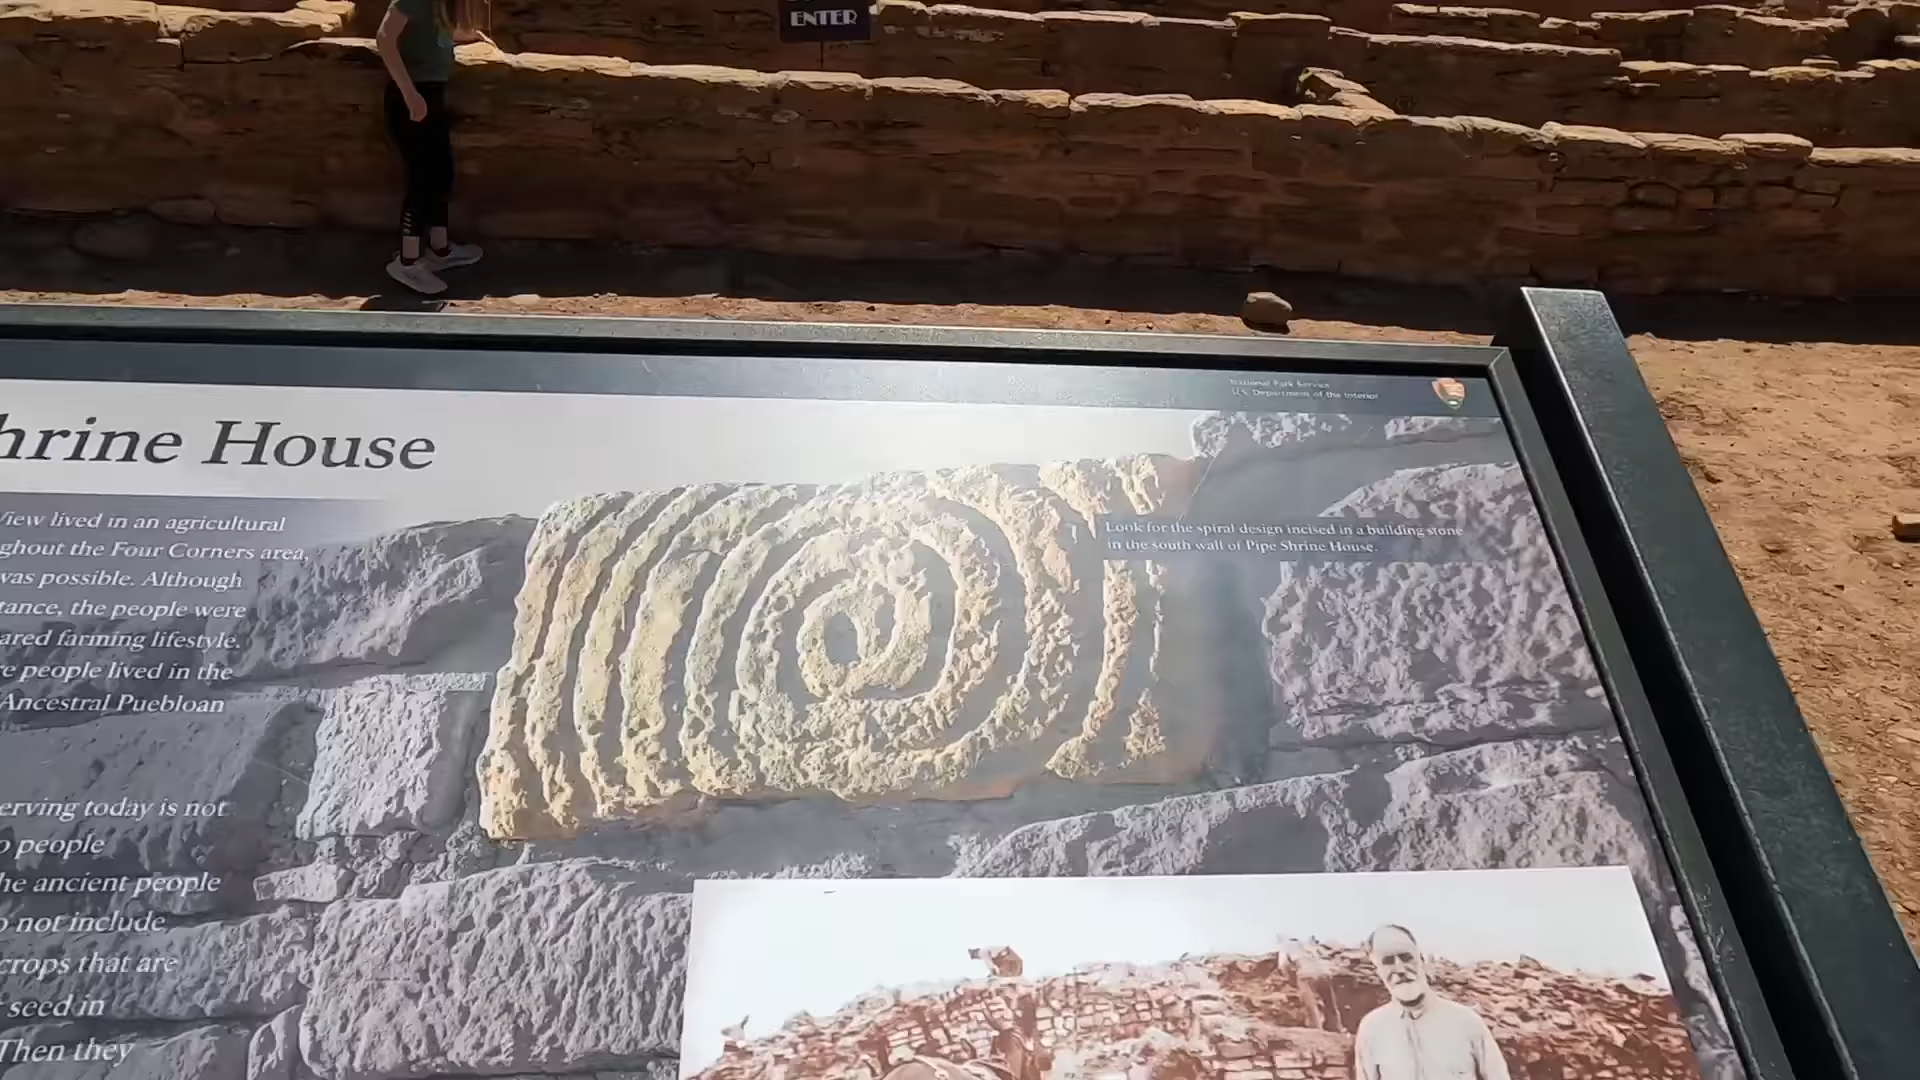 ENTER
National Park Service
U.S. Department of the Interior
hrine House
View lived in an agricultural
ghout the Four Corners area,
was possible. Although
tance, the people were
ared farming lifestyle.
re people lived in the
Ancestral Puebloan
Look for the spiral design incised in a building stone
in the south wall of Pipe Shrine House.
erving today is not
o people
he ancient people
o not include
crops that are
seed in
Then they